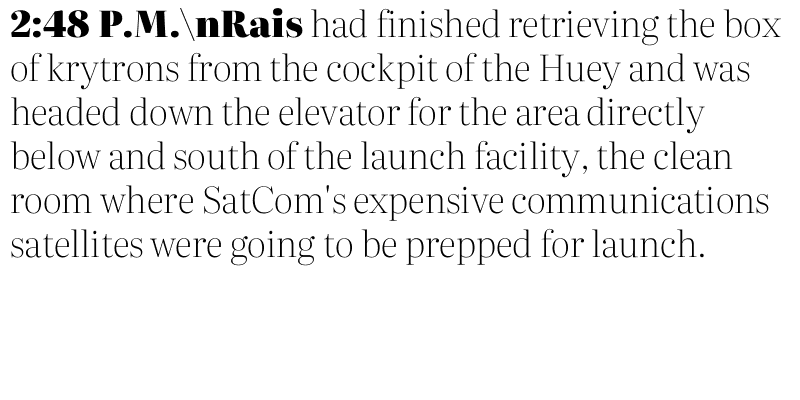 2:48 P.M.\nRais had finished retrieving the box
of krytrons from the cockpit of the Huey and was
headed down the elevator for the area directly
below and south of the launch facility, the clean
room where SatCom's expensive communications
satellites were going to be prepped for launch.